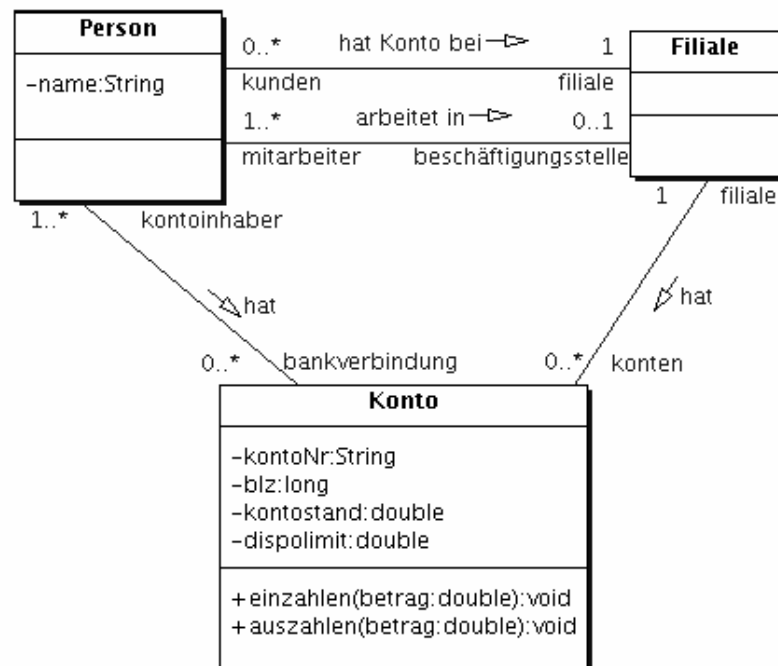 Person
-name:String
0..* hat Konto bei 1
kunden filiale
1..* arbeitet in 0..1
mitarbeiter beschäftigungsstelle
Filiale
1..* kontoinhaber
1 filiale
hat
hat
0..* bankverbindung
0..* konten
Konto
-kontoNr:String
-blz:long
-kontostand:double
-dispolimit:double
+einzahlen(betrag:double):void
+auszahlen(betrag:double):void